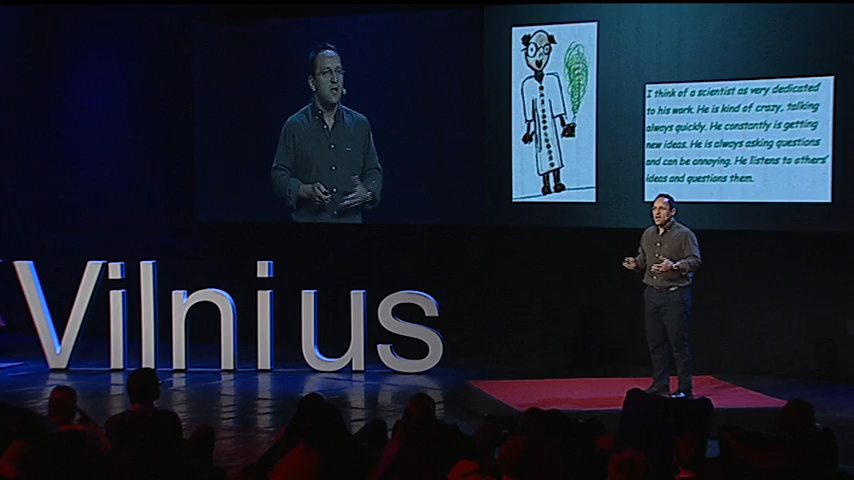 I think of a scientist as very dedicated
to his work. He is kind of crazy, talking
always quickly. He constantly is getting
new ideas. He is always asking questions
and can be annoying. He listens to others'
ideas and questions them.
Vilnius